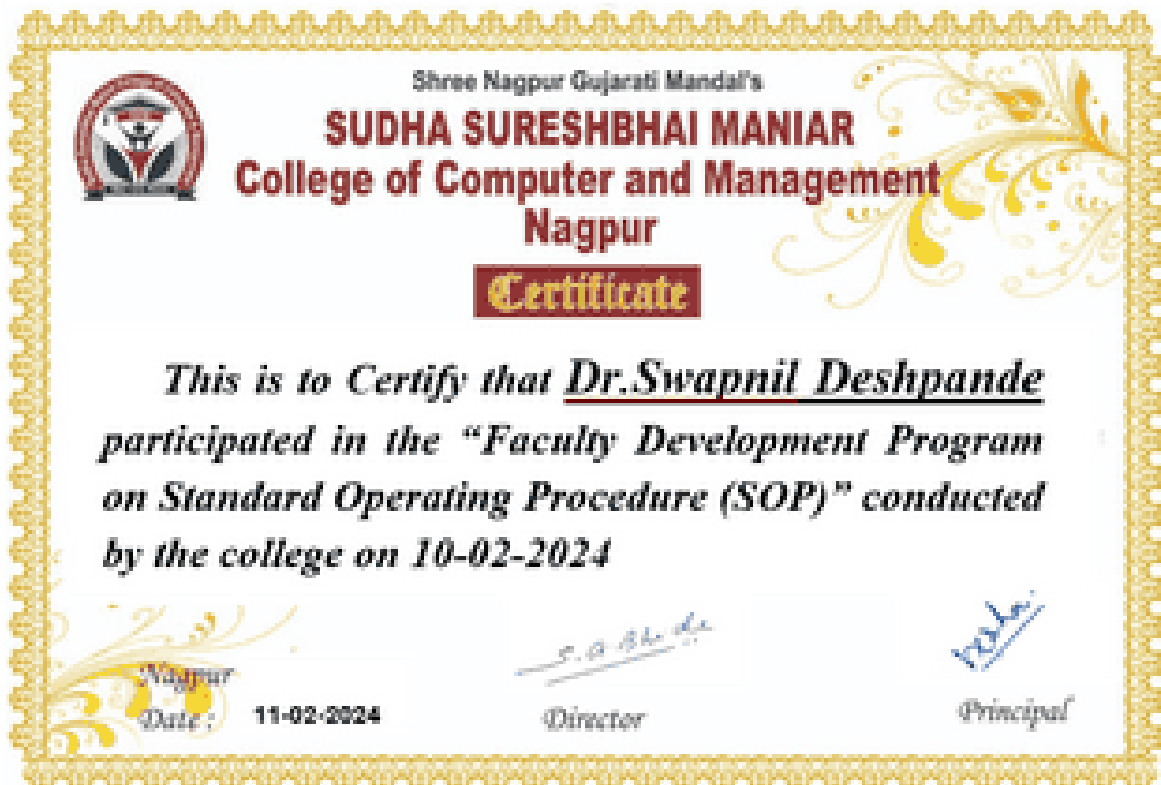 Shree Nagpur Gujarati Mandal's
SUDHA SURESHBHAI MANIAR
College of Computer and Management
Nagpur
Certificate
This is to Certify that Dr.Swapnil Deshpande
participated in the “Faculty Development Program
on Standard Operating Procedure (SOP)” conducted
by the college on 10-02-2024
Nagpur
Date : 11-02-2024
Director
Principal